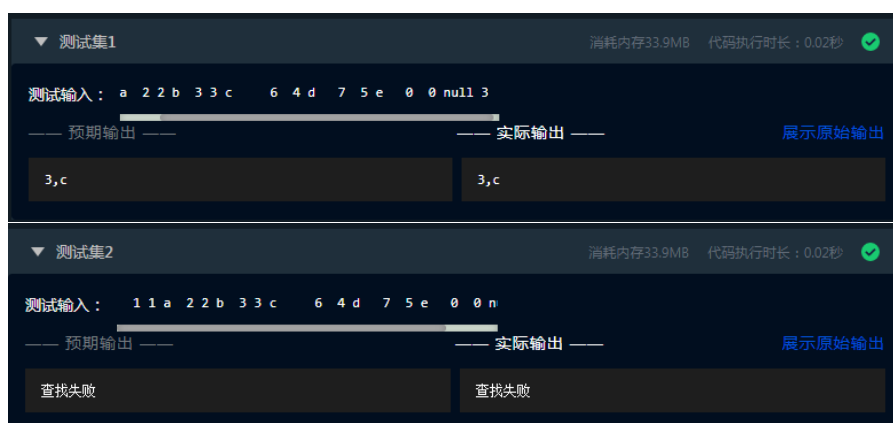 ▼ 测试集1 消耗内存33.9MB 代码执行时长：0.02秒
测试输入： a 2 2 b 3 3 c 6 4 d 7 5 e 0 0 null 3
—— 预期输出 —— —— 实际输出 —— 展示原始输出
3,c 3,c
▼ 测试集2 消耗内存33.9MB 代码执行时长：0.02秒
测试输入： 1 1 a 2 2 b 3 3 c 6 4 d 7 5 e 0 0 n
—— 预期输出 —— —— 实际输出 —— 展示原始输出
查找失败 查找失败